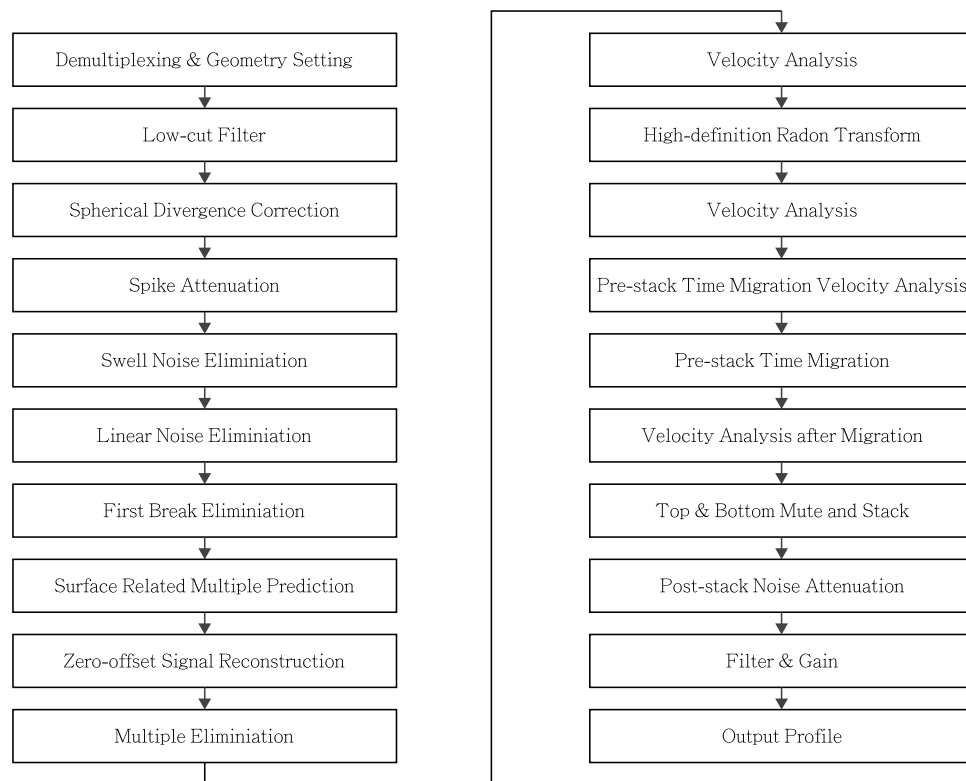 Demultiplexing & Geometry Setting
Low-cut Filter
Spherical Divergence Correction
Spike Attenuation
Swell Noise Eliminiation
Linear Noise Eliminiation
First Break Eliminiation
Surface Related Multiple Prediction
Zero-offset Signal Reconstruction
Multiple Eliminiation
Velocity Analysis
High-definition Radon Transform
Velocity Analysis
Pre-stack Time Migration Velocity Analysis
Pre-stack Time Migration
Velocity Analysis after Migration
Top & Bottom Mute and Stack
Post-stack Noise Attenuation
Filter & Gain
Output Profile